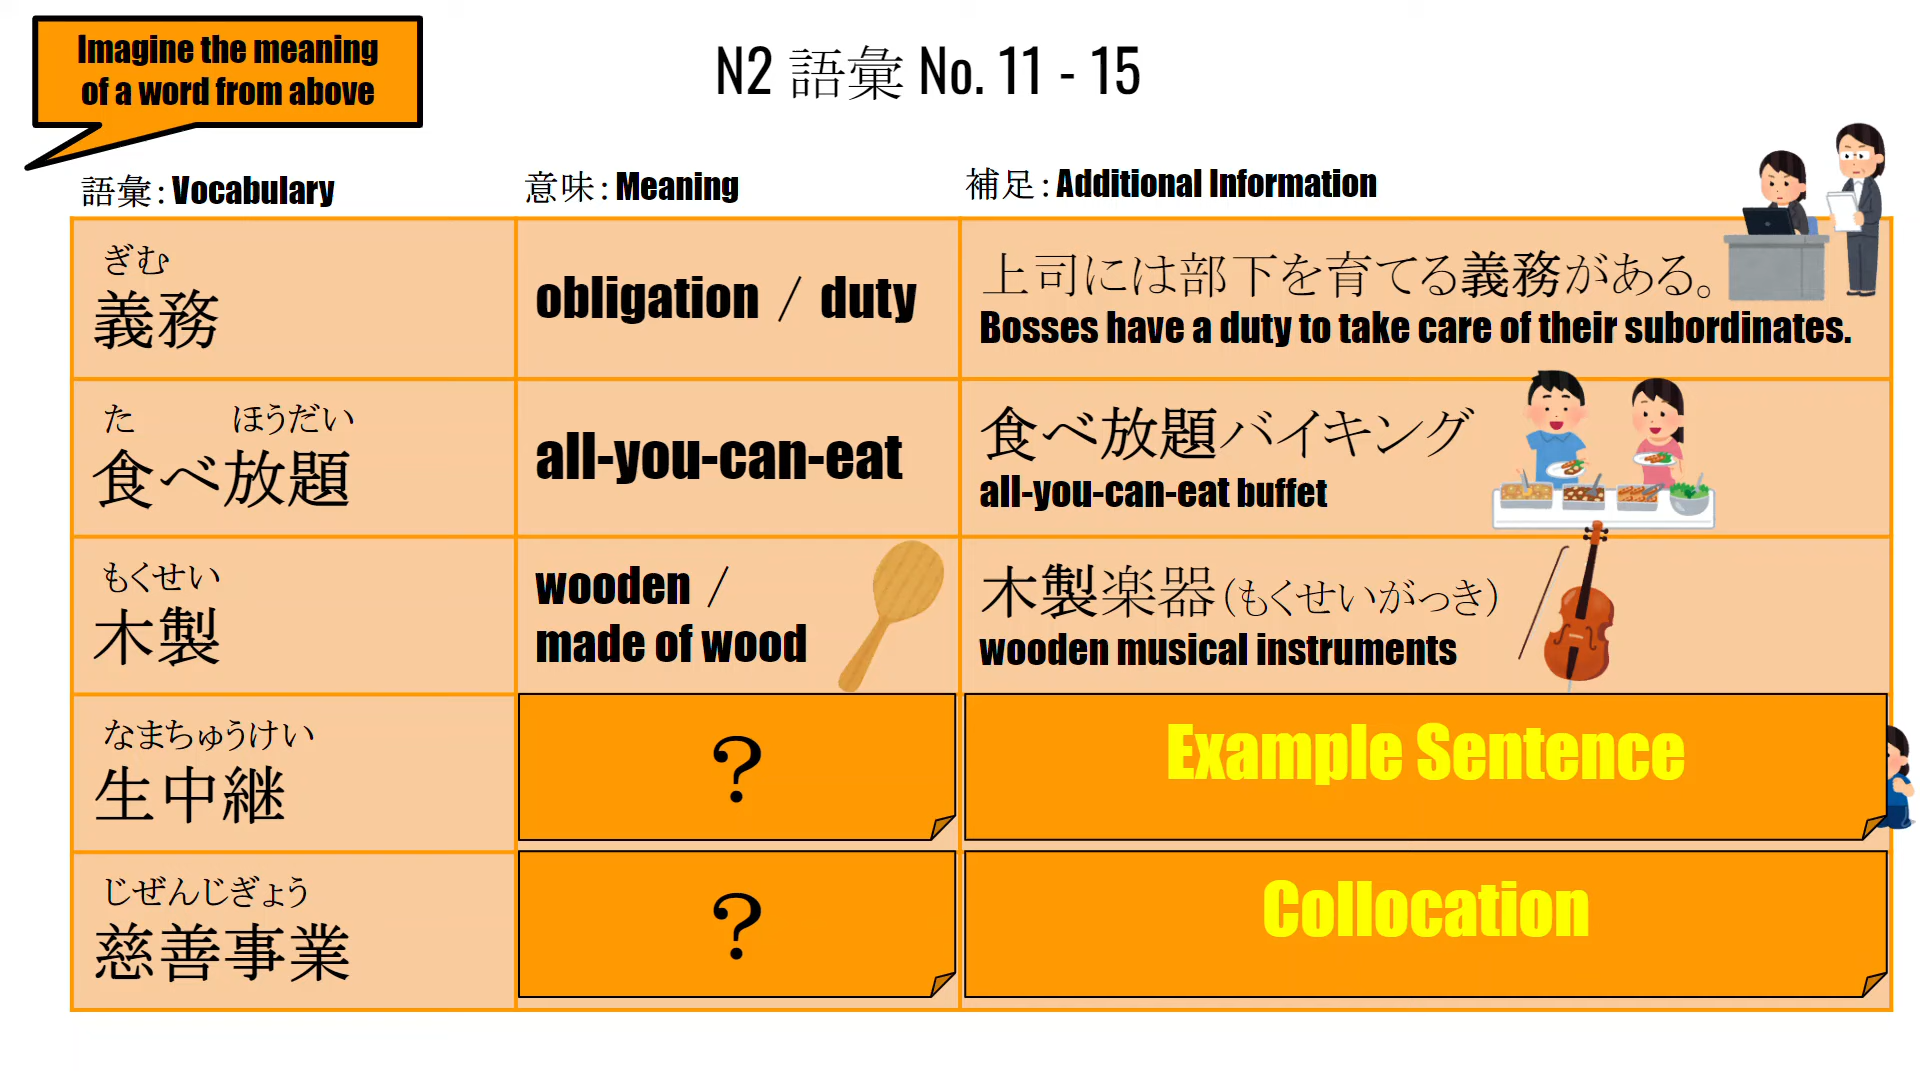 Imagine the meaning
of a word from above
N2 語彙 No. 11 - 15
語彙：Vocabulary
意味：Meaning
補足：Additional Information
ぎむ
義務
obligation / duty
上司には部下を育てる義務がある。
Bosses have a duty to take care of their subordinates.
た ほうだい
食べ放題
all-you-can-eat
食べ放題バイキング
all-you-can-eat buffet
もくせい
木製
wooden /
made of wood
木製楽器（もくせいがっき）
wooden musical instruments
なまちゅうけい
生中継
?
Example Sentence
じぜんじぎょう
慈善事業
?
Collocation